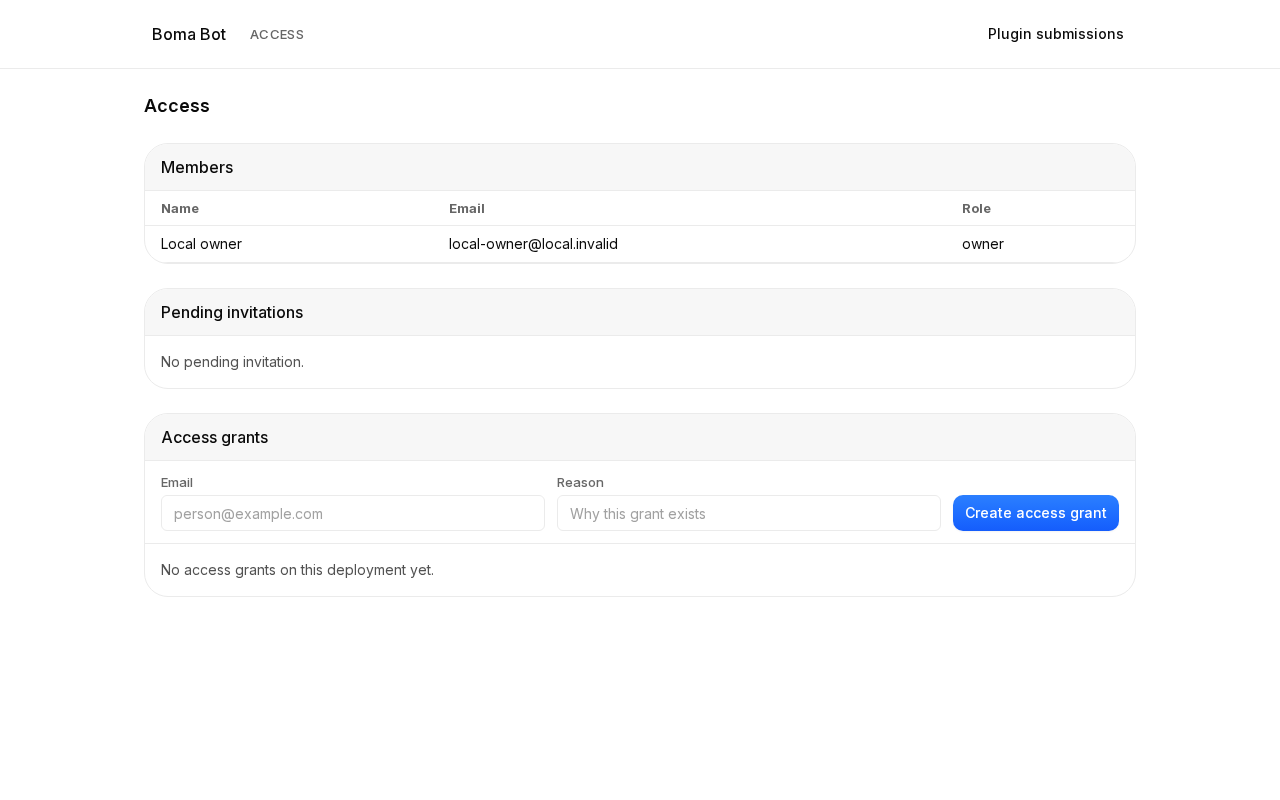 Boma Bot ACCESS Plugin submissions
Access
Members
Name Email Role
Local owner local-owner@local.invalid owner
Pending invitations
No pending invitation.
Access grants
Email Reason
person@example.com Why this grant exists Create access grant
No access grants on this deployment yet.